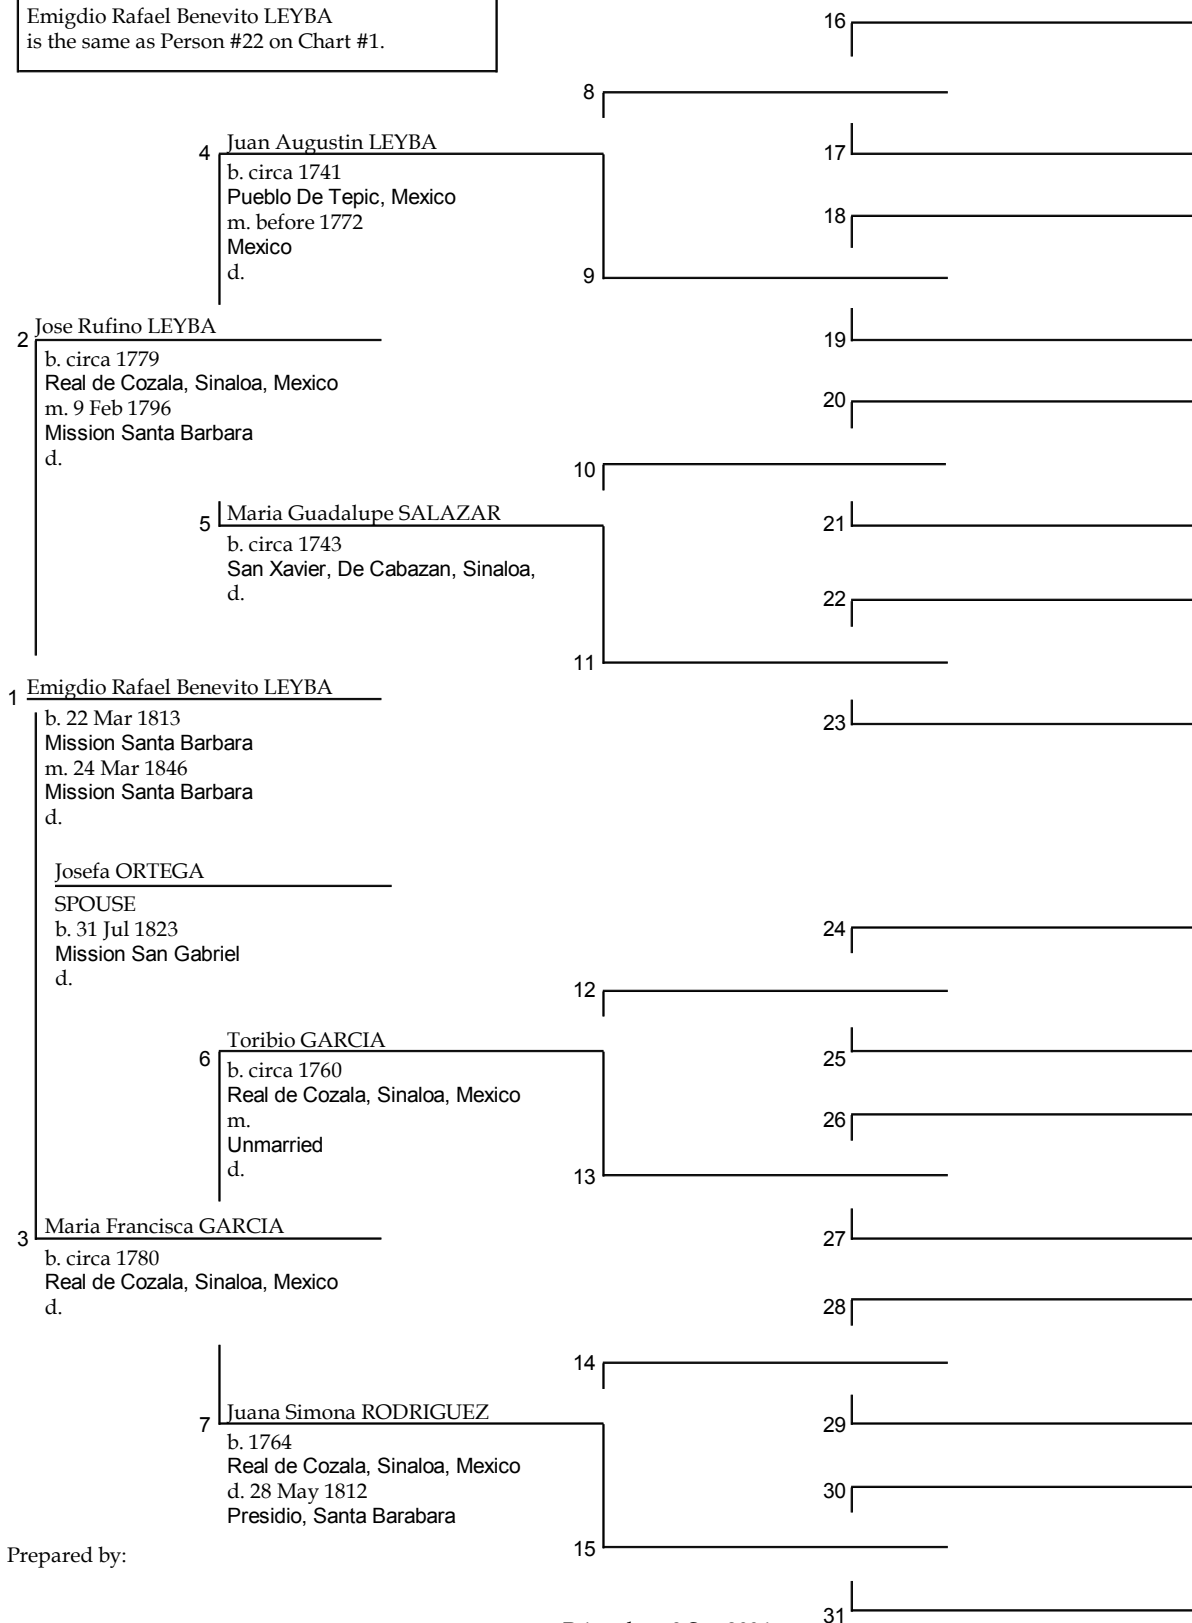 Emigdio Rafael Benevito LEYBA
is the same as Person #22 on Chart #1.
16
8
4 Juan Augustin LEYBA
b. circa 1741
Pueblo De Tepic, Mexico
m. before 1772
Mexico
d.
17
18
9
2 Jose Rufino LEYBA
b. circa 1779
Real de Cozala, Sinaloa, Mexico
m. 9 Feb 1796
Mission Santa Barbara
d.
19
20
10
5 Maria Guadalupe SALAZAR
b. circa 1743
San Xavier, De Cabazan, Sinaloa,
d.
21
22
11
1 Emigdio Rafael Benevito LEYBA
b. 22 Mar 1813
Mission Santa Barbara
m. 24 Mar 1846
Mission Santa Barbara
d.
23
Josefa ORTEGA
SPOUSE
b. 31 Jul 1823
Mission San Gabriel
d.
24
12
6 Toribio GARCIA
b. circa 1760
Real de Cozala, Sinaloa, Mexico
m.
Unmarried
d.
25
26
13
3 Maria Francisca GARCIA
b. circa 1780
Real de Cozala, Sinaloa, Mexico
d.
27
28
14
7 Juana Simona RODRIGUEZ
b. 1764
Real de Cozala, Sinaloa, Mexico
d. 28 May 1812
Presidio, Santa Barabara
29
30
15
Prepared by:
31